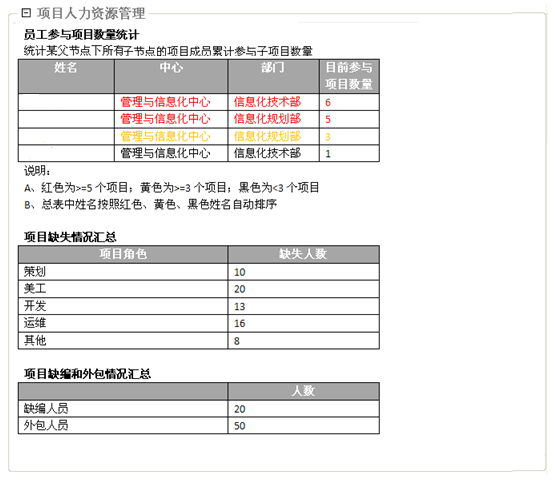 项目人力资源管理
员工参与项目数量统计
统计某父节点下所有子节点的项目成员累计参与子项目数量
姓名 中心 部门 目前参与
项目数量
管理与信息化中心 信息化技术部 6
管理与信息化中心 信息化规划部 5
管理与信息化中心 信息化规划部 3
管理与信息化中心 信息化技术部 1
说明：
A、红色为>=5个项目；黄色为>=3个项目；黑色为<3个项目
B、总表中姓名按照红色、黄色、黑色姓名自动排序
项目缺失情况汇总
项目角色 缺失人数
策划 10
美工 20
开发 13
运维 16
其他 8
项目缺编和外包情况汇总
人数
缺编人员 20
外包人员 50